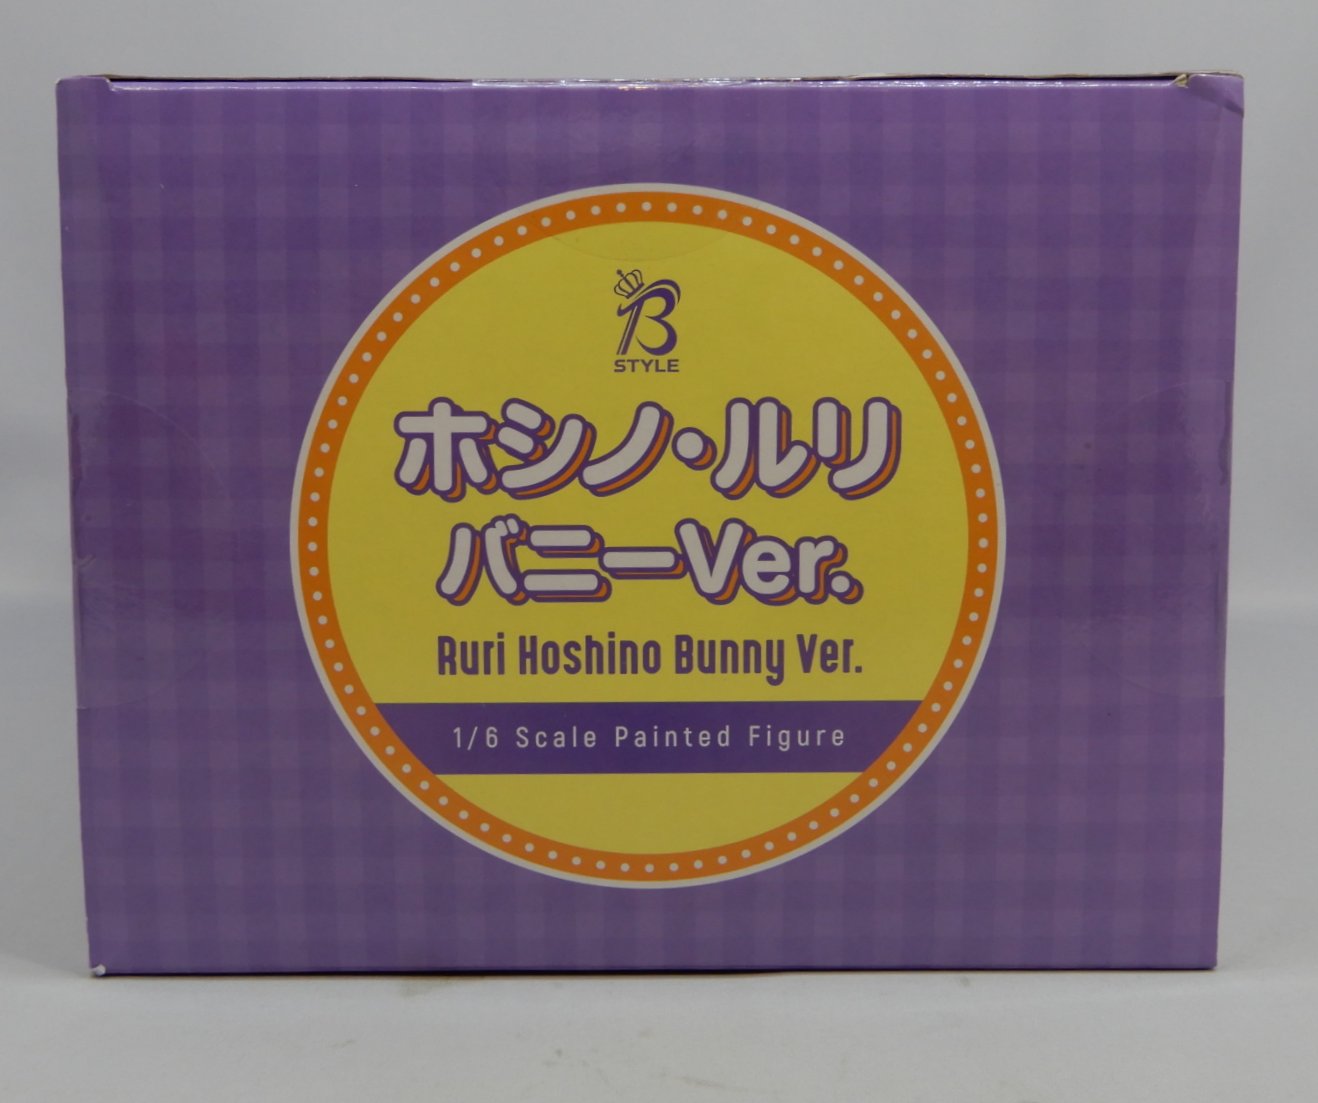 B
STYLE
ホシノ・ルリ
バニーVer.
Ruri Hoshino Bunny Ver.
1/6 Scale Painted Figure